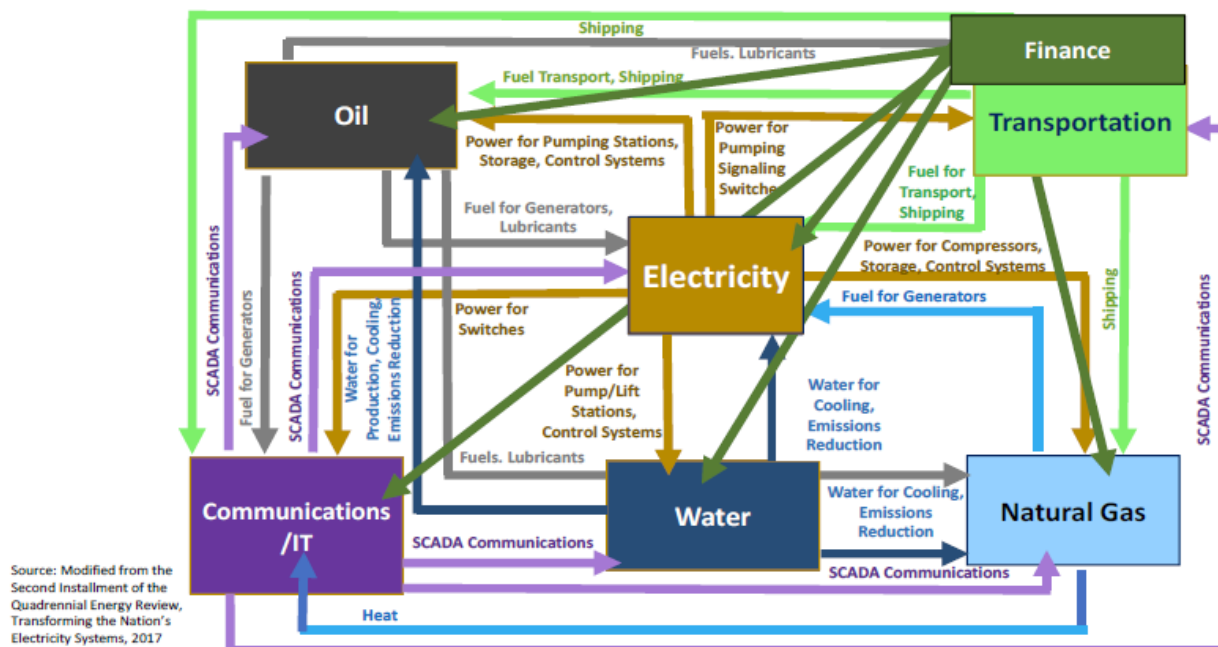 Shipping
Fuels. Lubricants
Finance
Fuel Transport, Shipping
Oil
Transportation
Power for Pumping Stations,
Storage, Control Systems
Power for
Pumping
Signaling
Switche
Fuel for
Transport,
Shipping
Fuel for Generators,
Lubricants
Power for Compressors,
Storage, Control Systems
Electricity
Fuel for Generators
SCADA Communications
Fuel for Generators
SCADA Communications
Water for
Production, Cooling,
Emissions Reduction
Power for
Switches
Shipping
SCADA Communications
Power for
Pump/Lift
Stations,
Control Systems
Water for
Cooling,
Emissions
Reduction
Fuels. Lubricants
Communications
/IT
Water
Water for Cooling,
Emissions
Reduction
Natural Gas
SCADA Communications
SCADA Communications
Heat
Source: Modified from the
Second Installment of the
Quadrennial Energy Review,
Transforming the Nation's
Electricity Systems, 2017